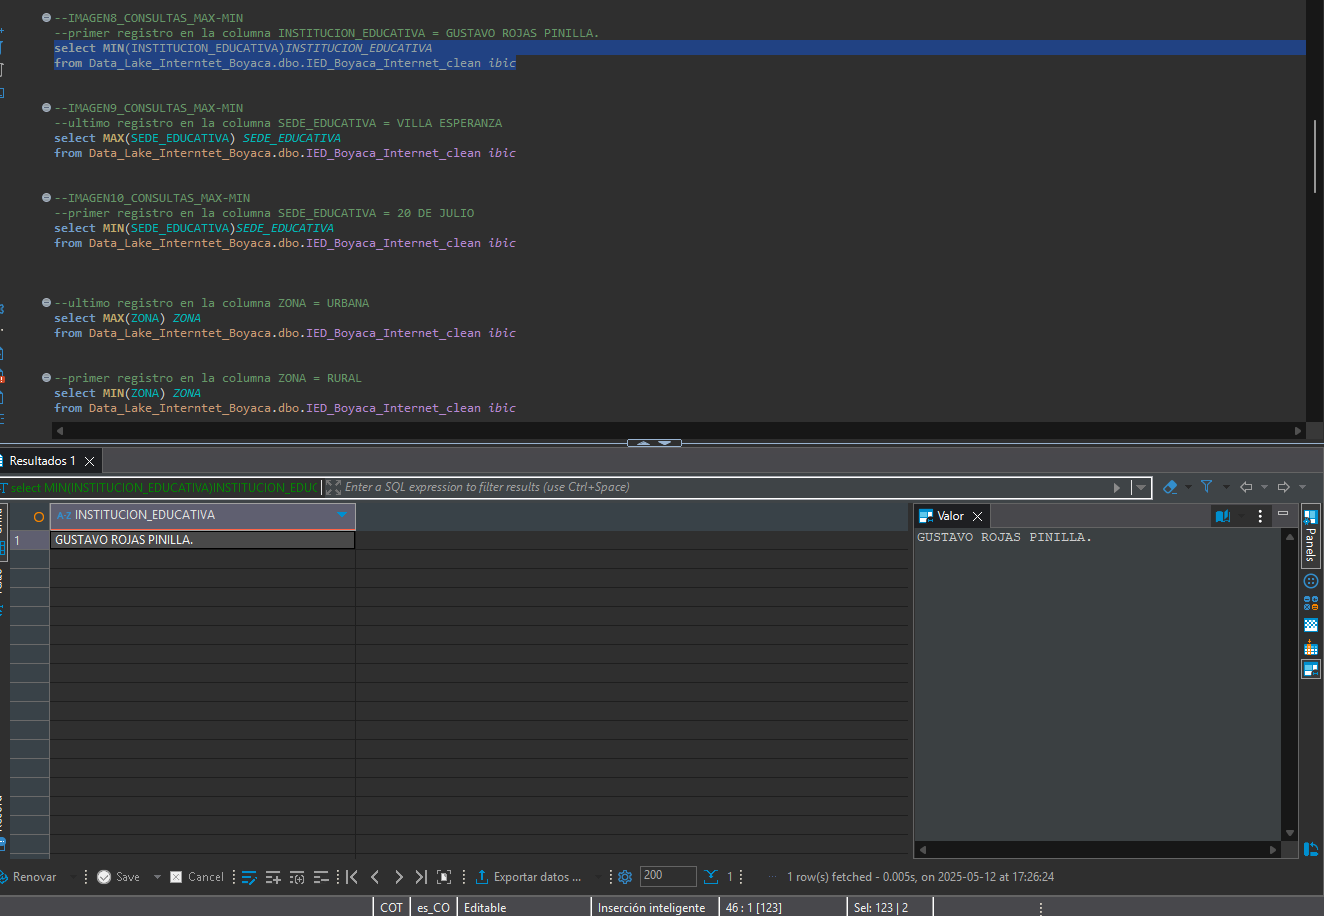 --IMAGEN8_CONSULTAS_MAX-MIN
--primer registro en la columna INSTITUCION_EDUCATIVA = GUSTAVO ROJAS PINILLA.
select MIN(INSTITUCION_EDUCATIVA)INSTITUCION_EDUCATIVA
from Data_Lake_Interntet_Boyaca.dbo.IED_Boyaca_Internet_clean ibic
--IMAGEN9_CONSULTAS_MAX-MIN
--ultimo registro en la columna SEDE_EDUCATIVA = VILLA ESPERANZA
select MAX(SEDE_EDUCATIVA) SEDE_EDUCATIVA
from Data_Lake_Interntet_Boyaca.dbo.IED_Boyaca_Internet_clean ibic
--IMAGEN10_CONSULTAS_MAX-MIN
--primer registro en la columna SEDE_EDUCATIVA = 20 DE JULIO
select MIN(SEDE_EDUCATIVA)SEDE_EDUCATIVA
from Data_Lake_Interntet_Boyaca.dbo.IED_Boyaca_Internet_clean ibic
--ultimo registro en la columna ZONA = URBANA
select MAX(ZONA) ZONA
from Data_Lake_Interntet_Boyaca.dbo.IED_Boyaca_Internet_clean ibic
--primer registro en la columna ZONA = RURAL
select MIN(ZONA) ZONA
from Data_Lake_Interntet_Boyaca.dbo.IED_Boyaca_Internet_clean ibic
Resultados 1
select MIN(INSTITUCION_EDUCATIVA)INSTITUCION_EDUC
Enter a SQL expression to filter results (use Ctrl+Space)
A-Z INSTITUCION_EDUCATIVA
1 GUSTAVO ROJAS PINILLA.
Valor
GUSTAVO ROJAS PINILLA.
Panels
Renovar Save Cancel Exportar datos ... 200 1 1 row(s) fetched - 0.005s, on 2025-05-12 at 17:26:24
COT es_CO Editable Inserción inteligente 46 : 1 [123] Sel: 123 | 2